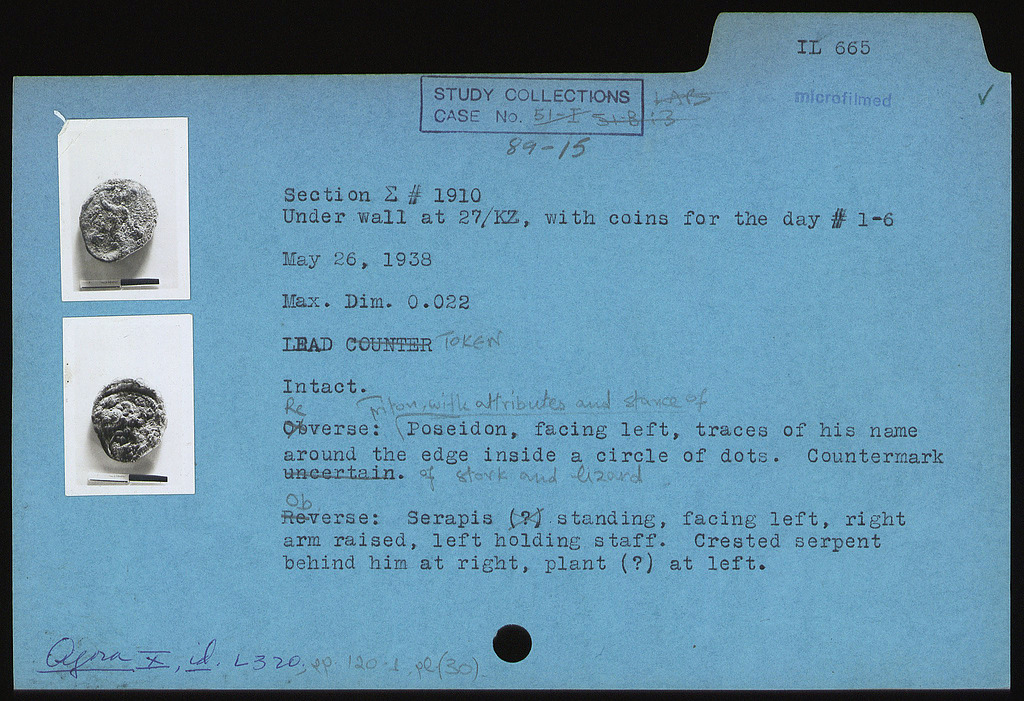 IL 665
STUDY COLLECTIONS LAPS
CASE No. 51-I 51-8:13
microfilmed ✓
89-15
Section Σ # 1910
Under wall at 27/KZ, with coins for the day # 1-6
May 26, 1938
Max. Dim. 0.022
LEAD COUNTER TOKEN
Intact.
Re with attributes and stance of
Obverse: Poseidon, facing left, traces of his name
around the edge inside a circle of dots. Countermark
uncertain. of stork and lizard
Ob
Reverse: Serapis (?) standing, facing left, right
arm raised, left holding staff. Crested serpent
behind him at right, plant (?) at left.
Agora X, id. L320, pp. 120 pl(30)